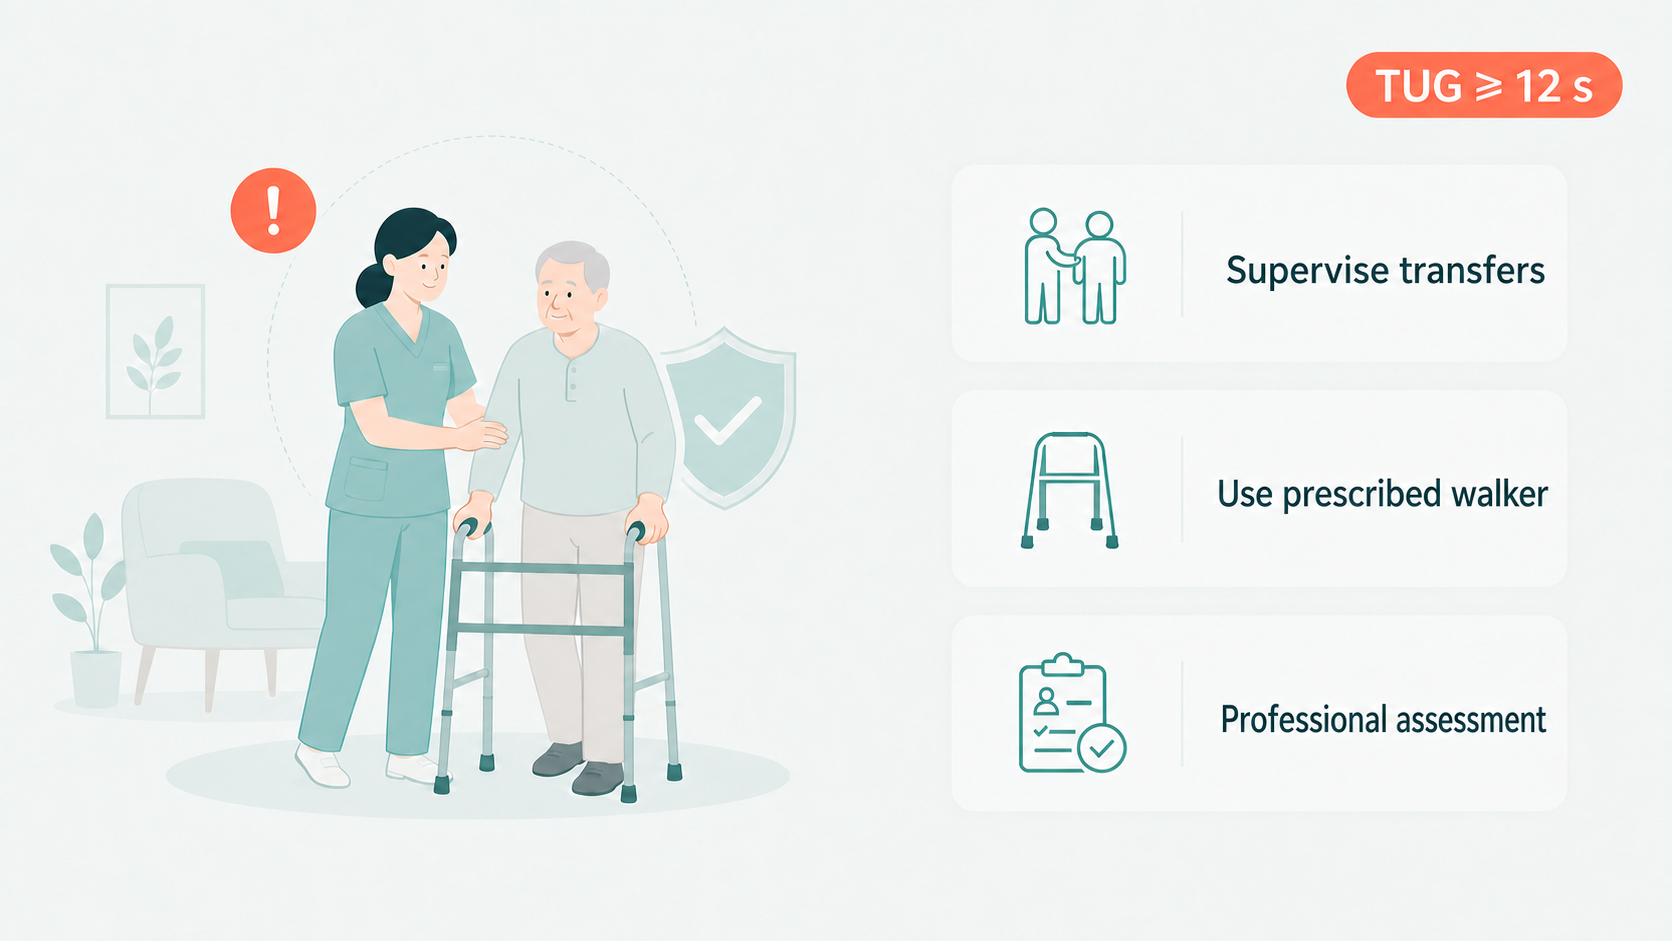 TUG ⩾ 12 s
Supervise transfers
Use prescribed walker
Professional assessment